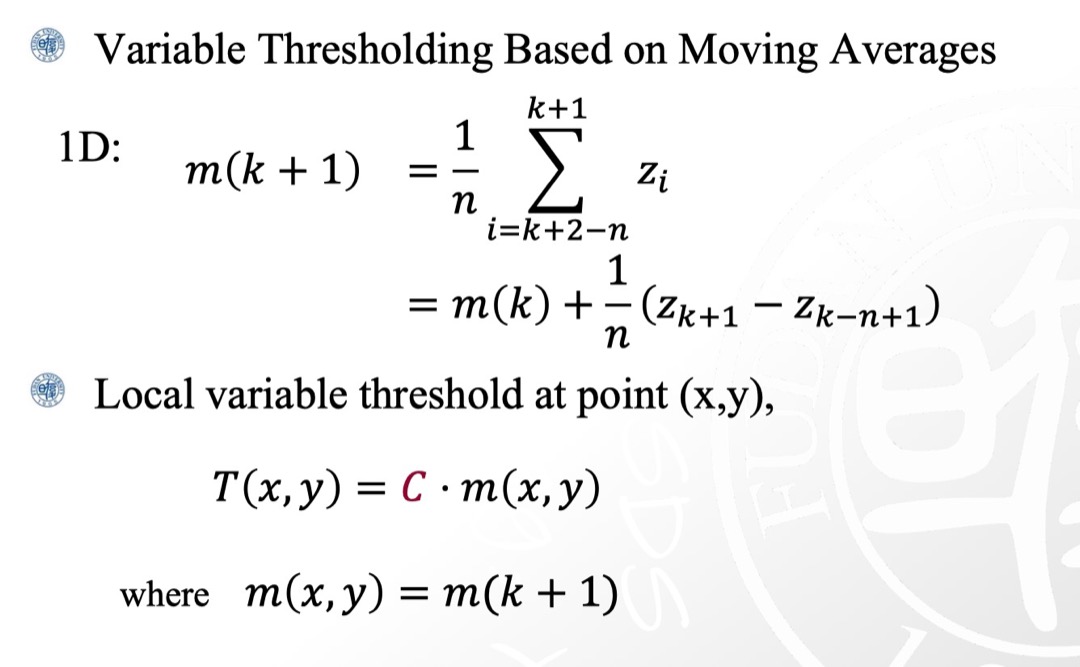 Variable Thresholding Based on Moving Averages
1D: m(k + 1) = \frac{1}{n} \sum_{i=k+2-n}^{k+1} z_i
= m(k) + \frac{1}{n} (z_{k+1} - z_{k-n+1})
Local variable threshold at point (x,y),
T(x, y) = C · m(x, y)
where m(x, y) = m(k + 1)